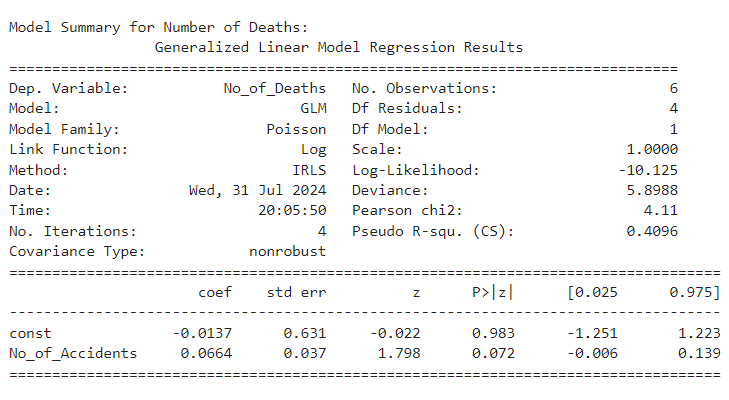 Model Summary for Number of Deaths:
Generalized Linear Model Regression Results
==============================================================================
Dep. Variable: No_of_Deaths No. Observations: 6
Model: GLM Df Residuals: 4
Model Family: Poisson Df Model: 1
Link Function: Log Scale: 1.0000
Method: IRLS Log-Likelihood: -10.125
Date: Wed, 31 Jul 2024 Deviance: 5.8988
Time: 20:05:50 Pearson chi2: 4.11
No. Iterations: 4 Pseudo R-squ. (CS): 0.4096
Covariance Type: nonrobust
===================================================================================
coef std err z P>|z| [0.025 0.975]
-----------------------------------------------------------------------------------
const -0.0137 0.631 -0.022 0.983 -1.251 1.223
No_of_Accidents 0.0664 0.037 1.798 0.072 -0.006 0.139
===================================================================================